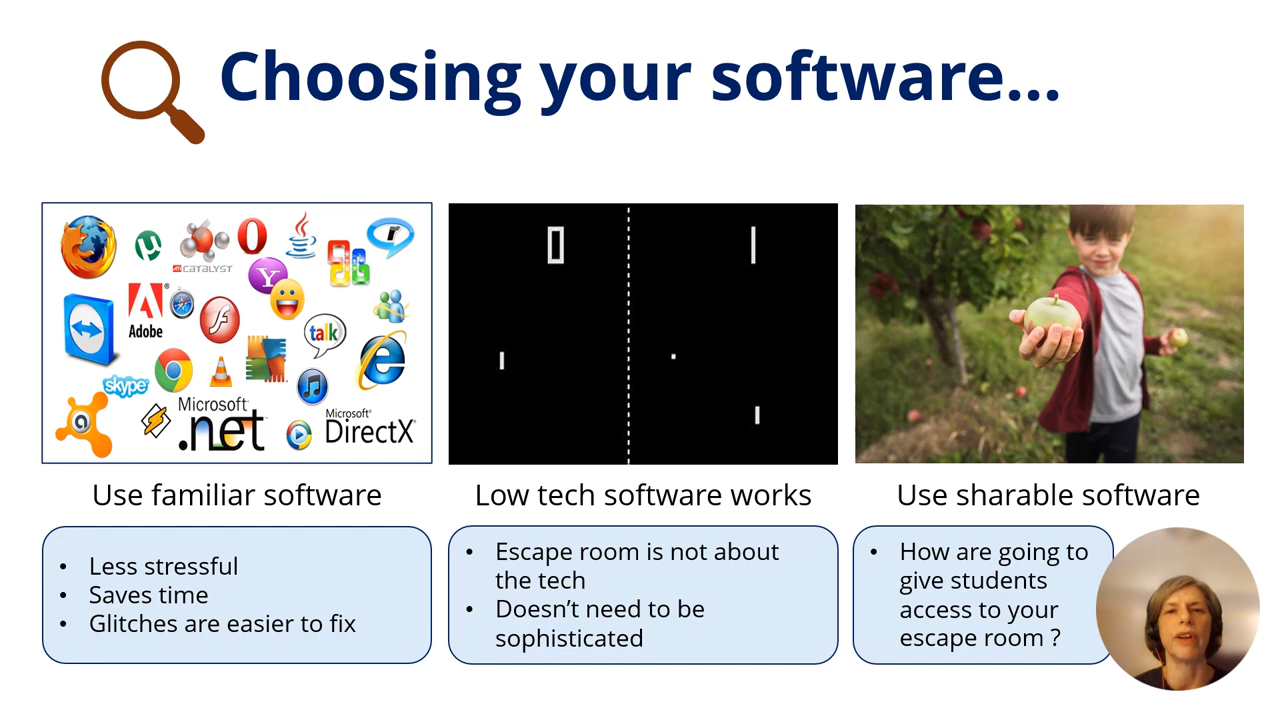 Choosing your software...
CATALYST
Adobe
talk
skype
Microsoft
.net
Microsoft
DirectX
0
Use familiar software
Low tech software works
Use sharable software
• Less stressful
• Saves time
• Glitches are easier to fix
• Escape room is not about
the tech
• Doesn't need to be
sophisticated
• How are going to
give students
access to your
escape room ?